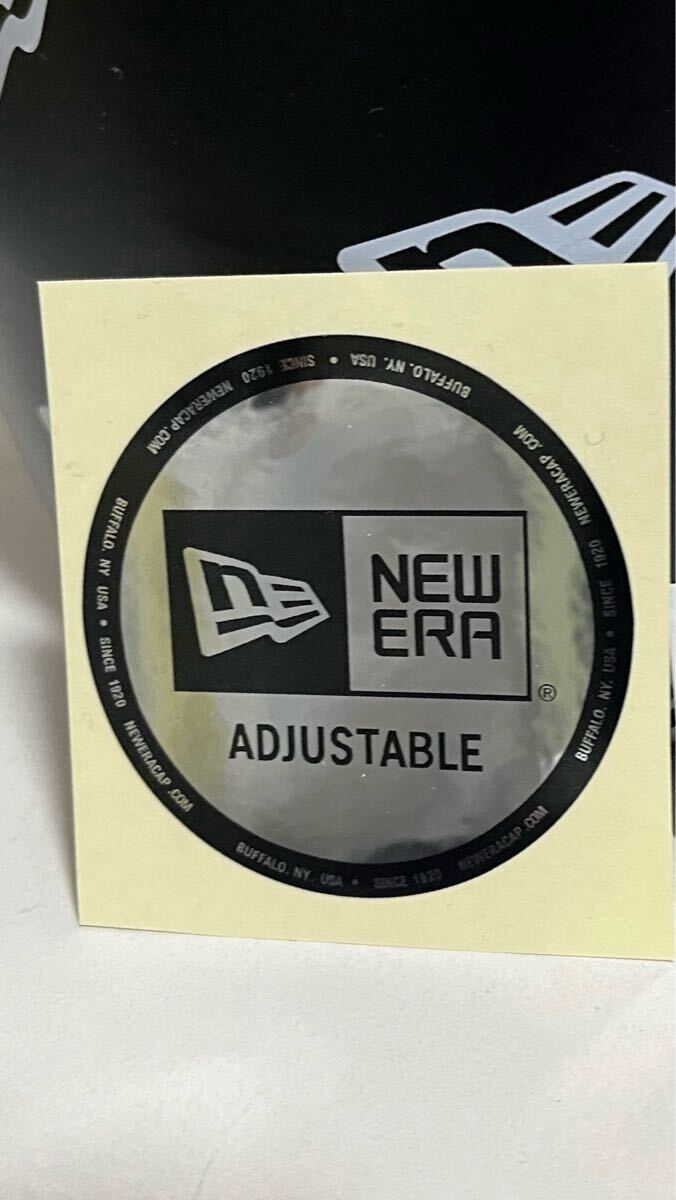 NEW
ERA
®
ADJUSTABLE
BUFFALO, NY. USA • SINCE 1920 NEWERACAP.COM
BUFFALO, NY USA • SINCE 1920 NEWERACAP.COM
BUFFALO, NY. USA • SINCE 1920 NEWERACAP.COM
BUFFALO, NY. USA • SINCE 1920 NEWERACAP.COM